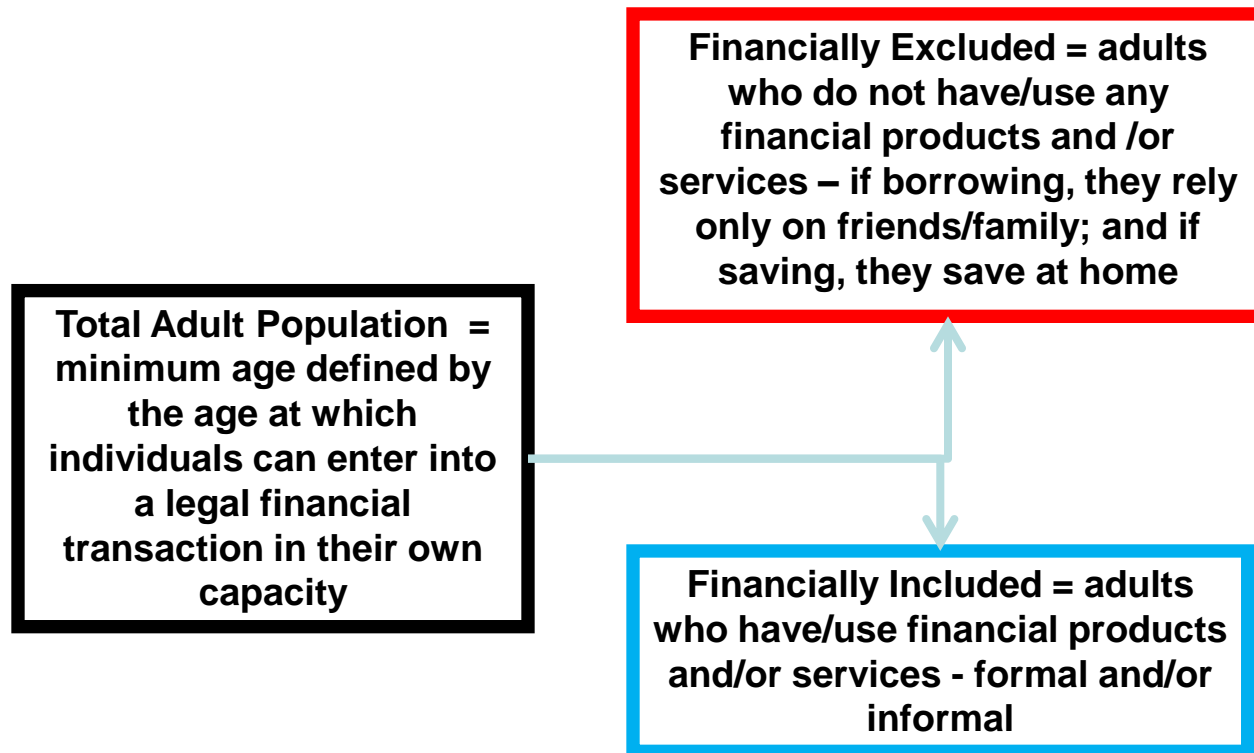 Financially Excluded = adults
who do not have/use any
financial products and /or
services – if borrowing, they rely
only on friends/family; and if
saving, they save at home
Total Adult Population =
minimum age defined by
the age at which
individuals can enter into
a legal financial
transaction in their own
capacity
Financially Included = adults
who have/use financial products
and/or services - formal and/or
informal